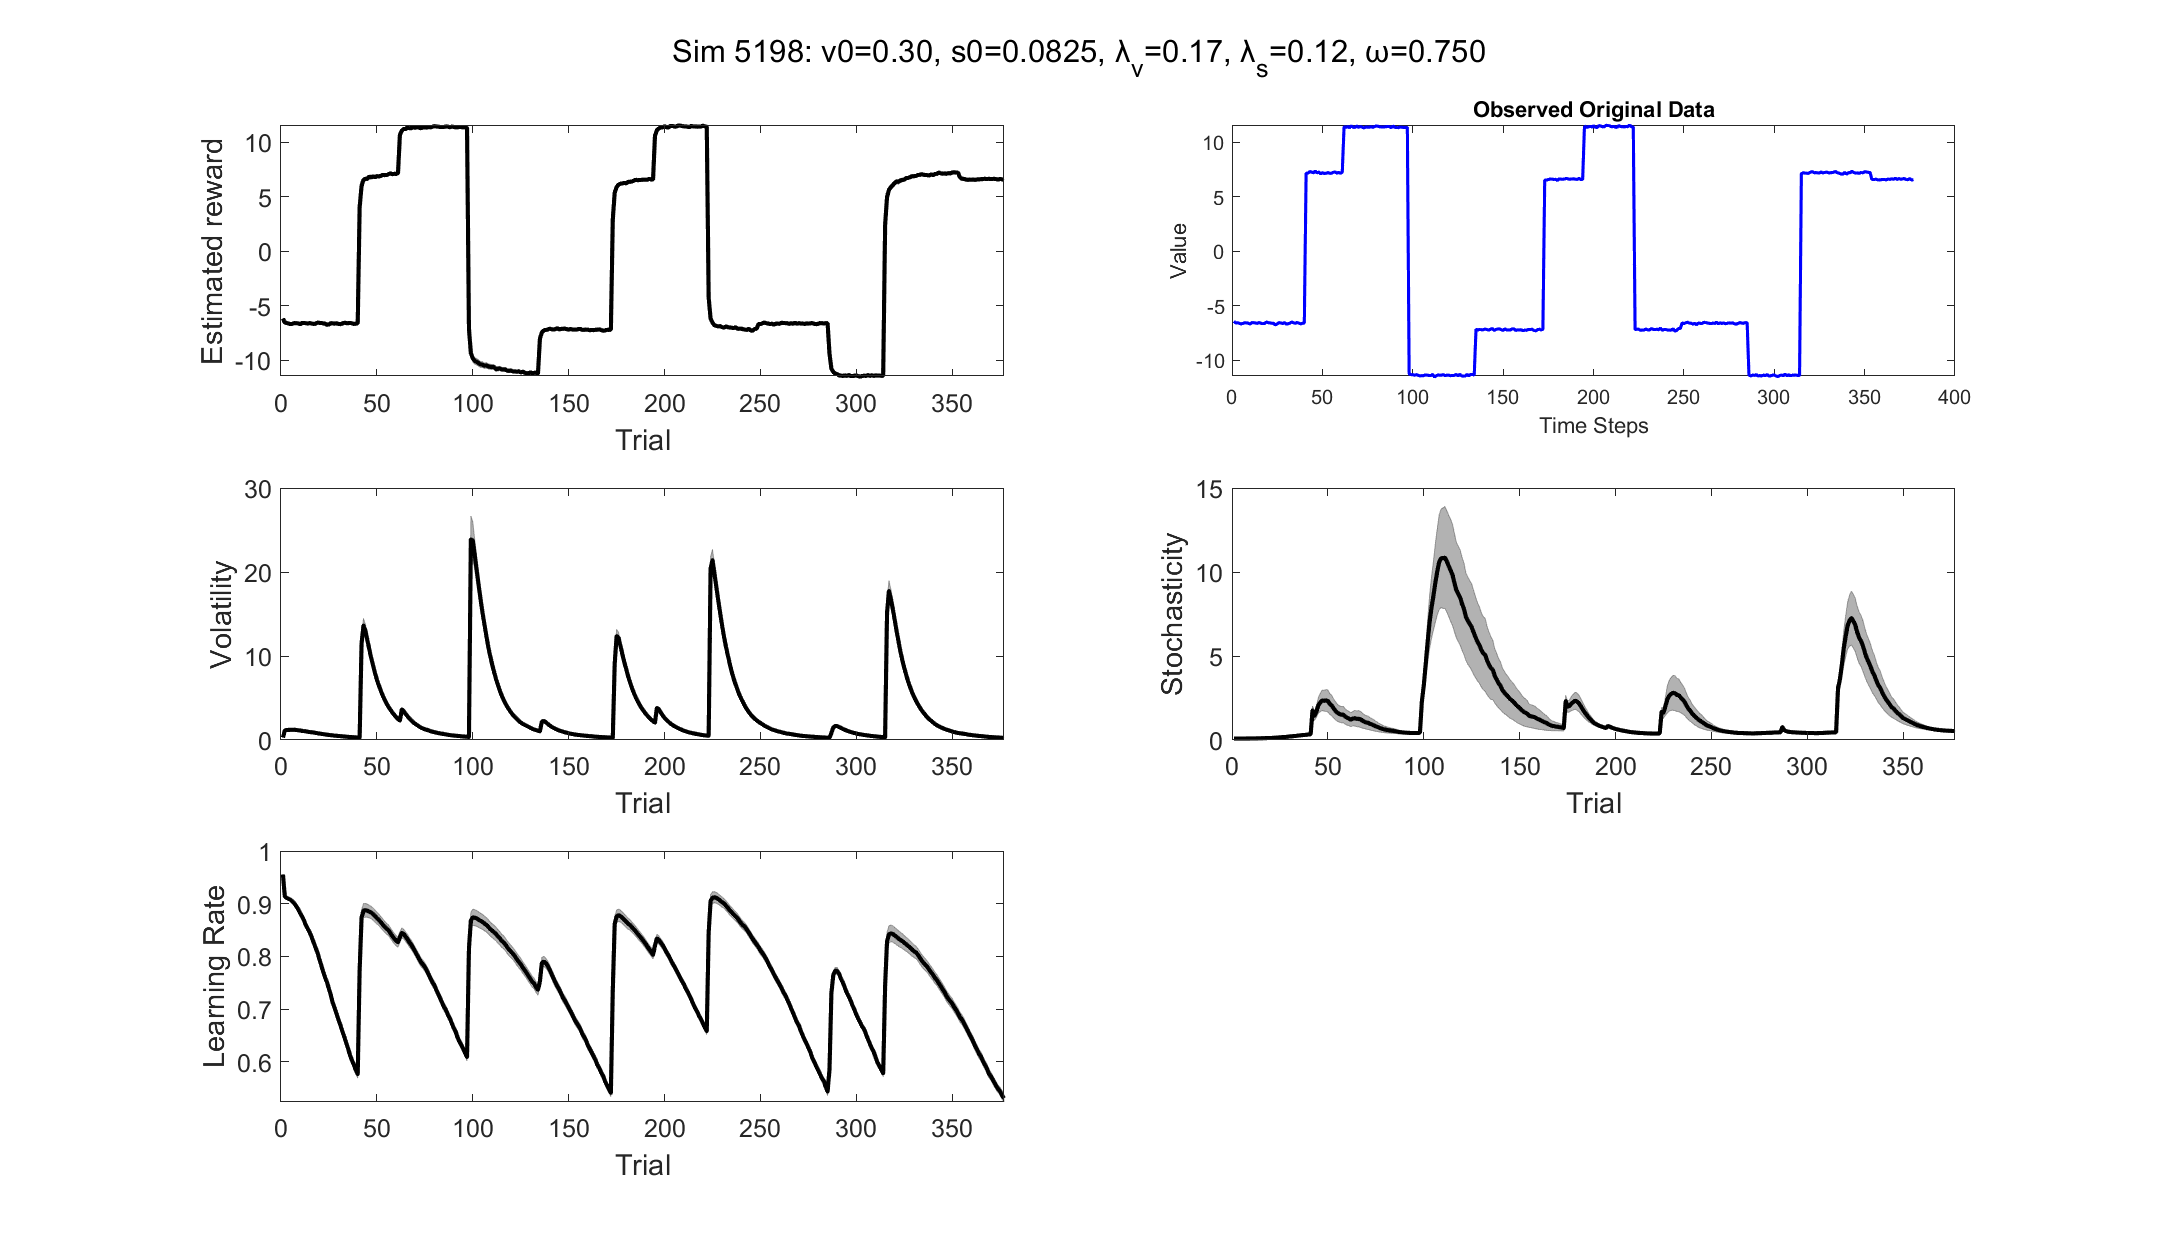 Sim 5198: v0=0.30, s0=0.0825, λv=0.17, λs=0.12, ω=0.750
Estimated reward
10
5
0
-5
-10
0 50 100 150 200 250 300 350
Trial
Observed Original Data
Value
10
5
0
-5
-10
0 50 100 150 200 250 300 350 400
Time Steps
Volatility
30
20
10
0
0 50 100 150 200 250 300 350
Trial
Stochasticity
15
10
5
0
0 50 100 150 200 250 300 350
Trial
Learning Rate
1
0.9
0.8
0.7
0.6
0 50 100 150 200 250 300 350
Trial